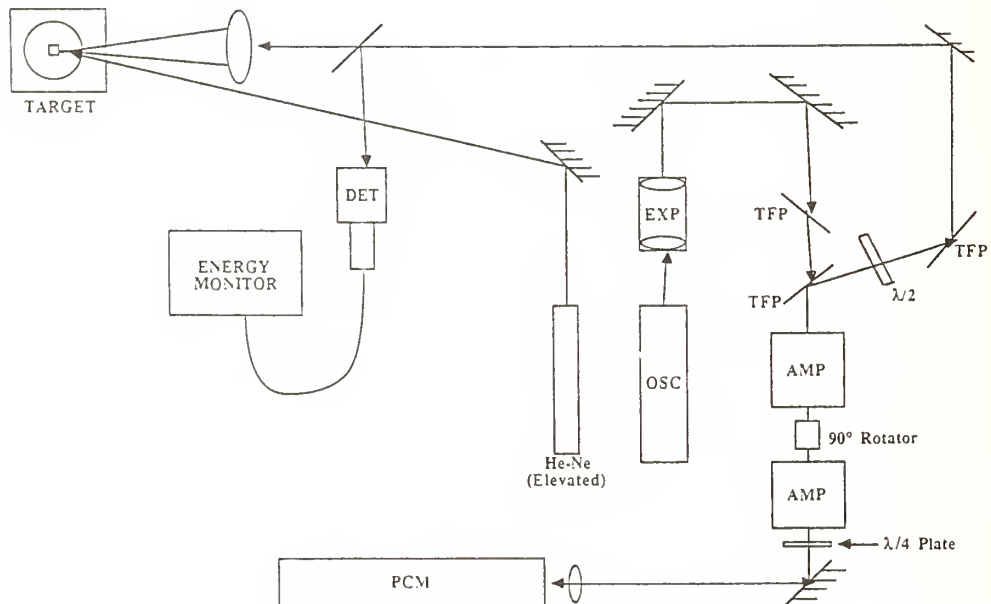 TARGET
DET
ENERGY
MONITOR
He-Ne
(Elevated)
EXP
OSC
TFP
TFP
TFP
λ/2
AMP
90° Rotator
AMP
λ/4 Plate
PCM